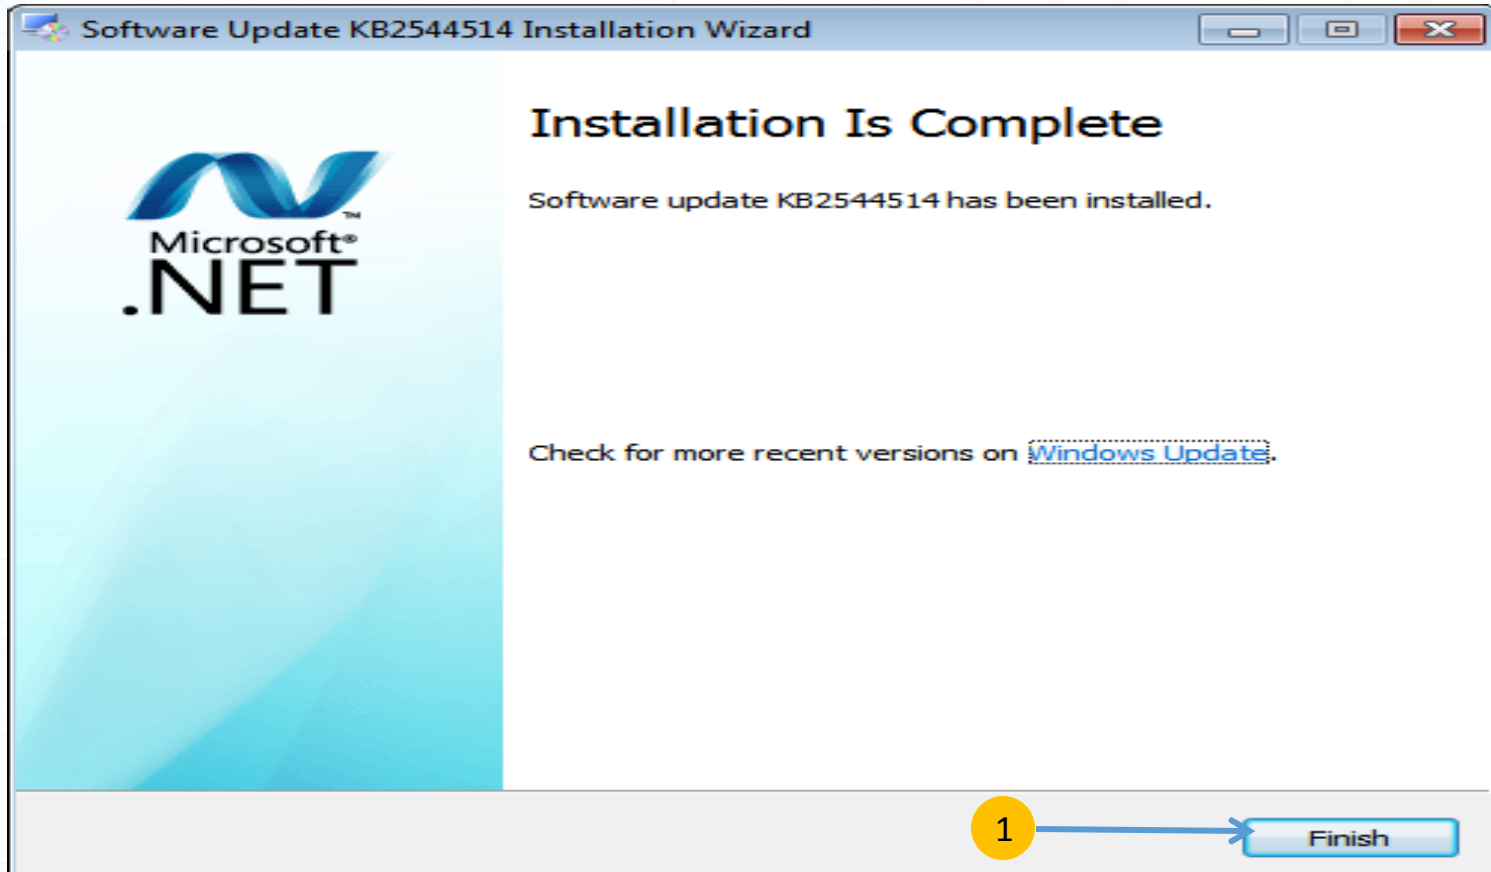 Software Update KB2544514 Installation Wizard
Installation Is Complete
Software update KB2544514 has been installed.
Microsoft®
.NET™
Check for more recent versions on Windows Update.
1
Finish